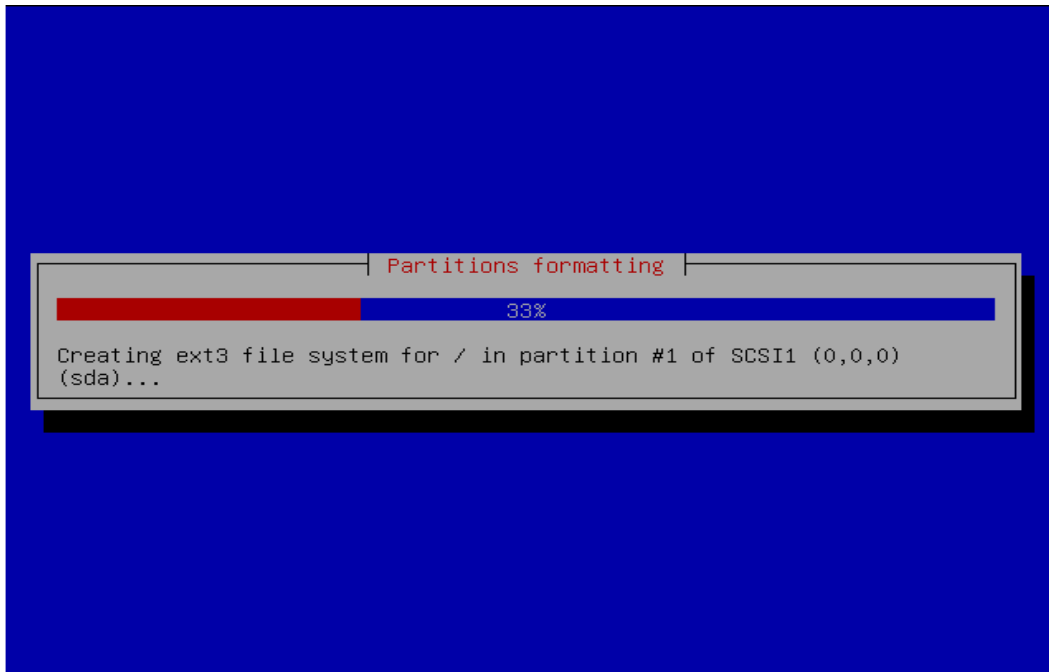 Partitions formatting
33%
Creating ext3 file system for / in partition #1 of SCSI1 (0,0,0)
(sda)...